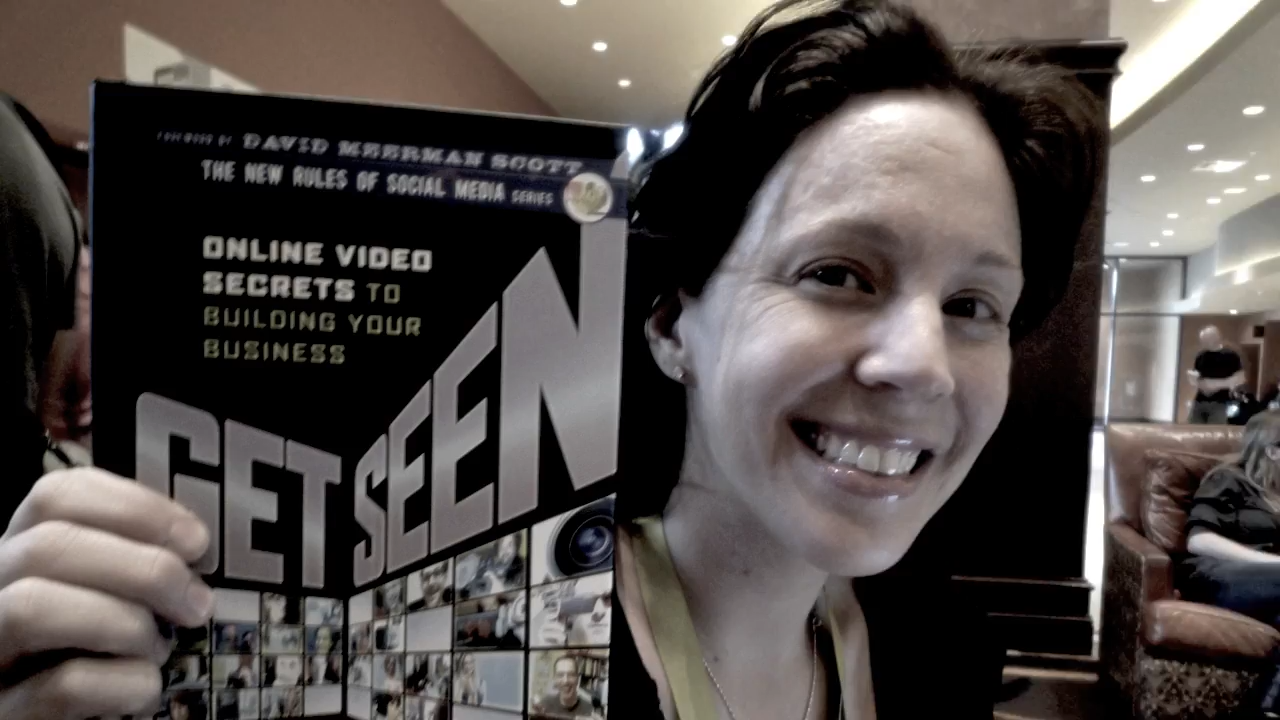 FOREWORD BY DAVID MEERMAN SCOTT
THE NEW RULES OF SOCIAL MEDIA SERIES
ONLINE VIDEO
SECRETS TO
BUILDING YOUR
BUSINESS
GET SEEN